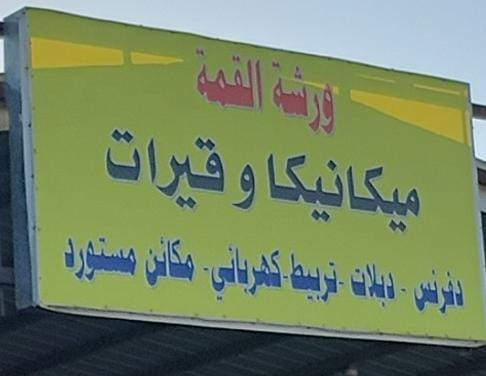 ورشة القمة
ميكانيكا و قيرات
دفرنس - دبلات -تربيط-كهربائي- مكائن مستورد